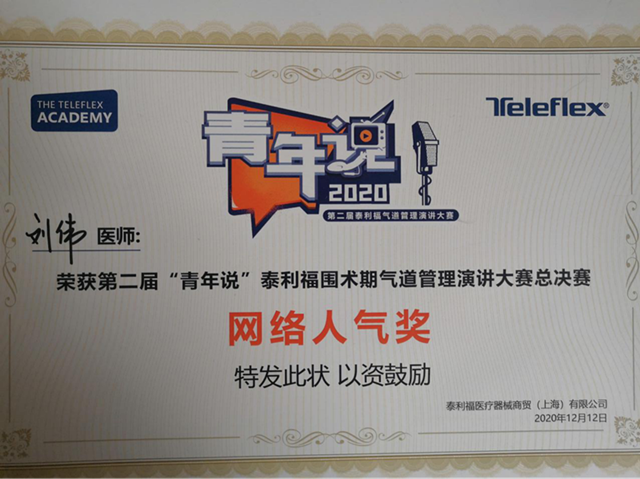 THE TELEFLEX
ACADEMY
Teleflex®
青年说
2020
第二届泰利福气道管理演讲大赛
刘伟 医师:
荣获第二届“青年说”泰利福围术期气道管理演讲大赛总决赛
网络人气奖
特发此状 以资鼓励
泰利福医疗器械商贸（上海）有限公司
2020年12月12日